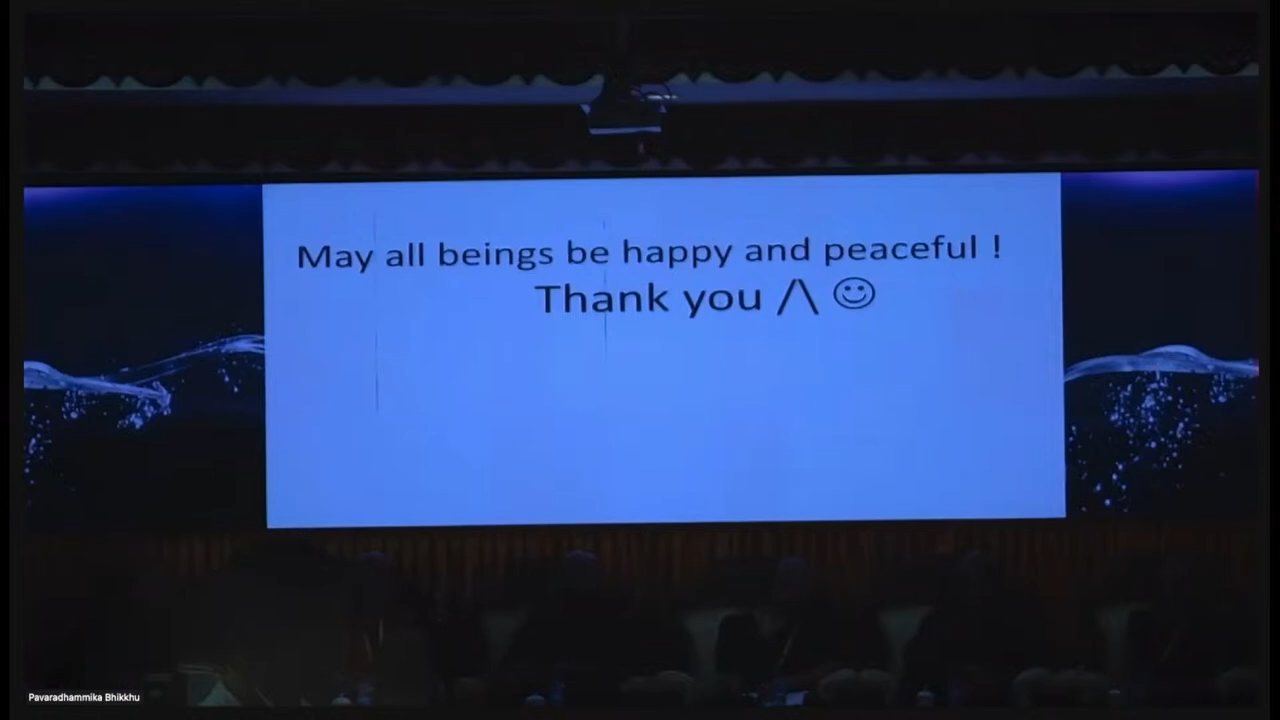 May all beings be happy and peaceful !
Thank you /\ ☺
Pavaradhammika Bhikkhu